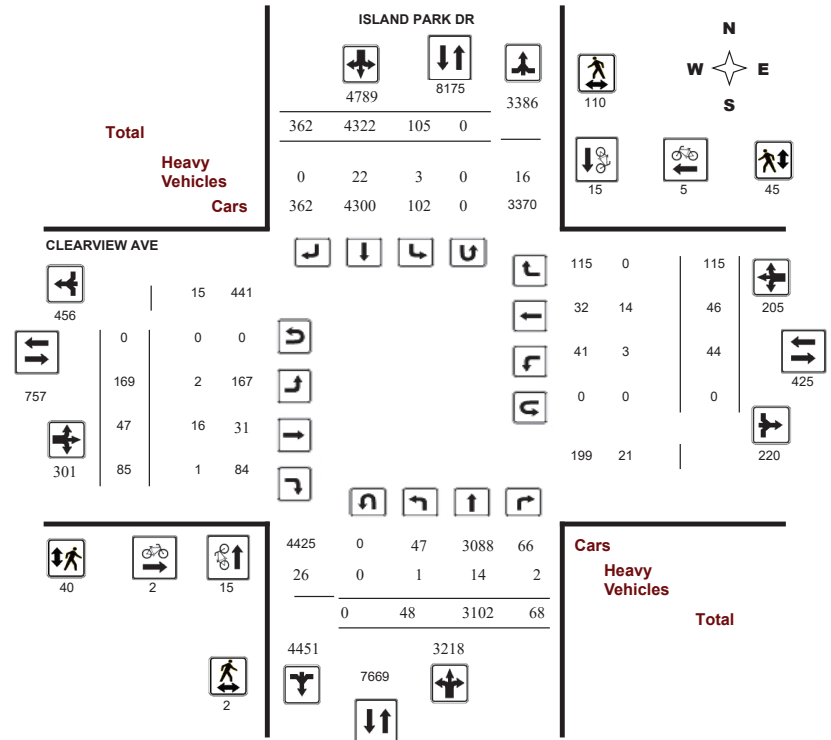 ISLAND PARK DR
N
W E
S
4789
8175
3386
110
Total
362 4322 105 0
Heavy
Vehicles
0 22 3 0 16
Cars
362 4300 102 0 3370
15
5
45
CLEARVIEW AVE
456
15 441
757
0 0 0
169 2 167
47 16 31
301
85 1 84
115 0 115
205
32 14 46
41 3 44
425
0 0 0
199 21
220
40
2
15
2
4425 0 47 3088 66
26 0 1 14 2
0 48 3102 68
4451
7669
3218
Cars
Heavy
Vehicles
Total